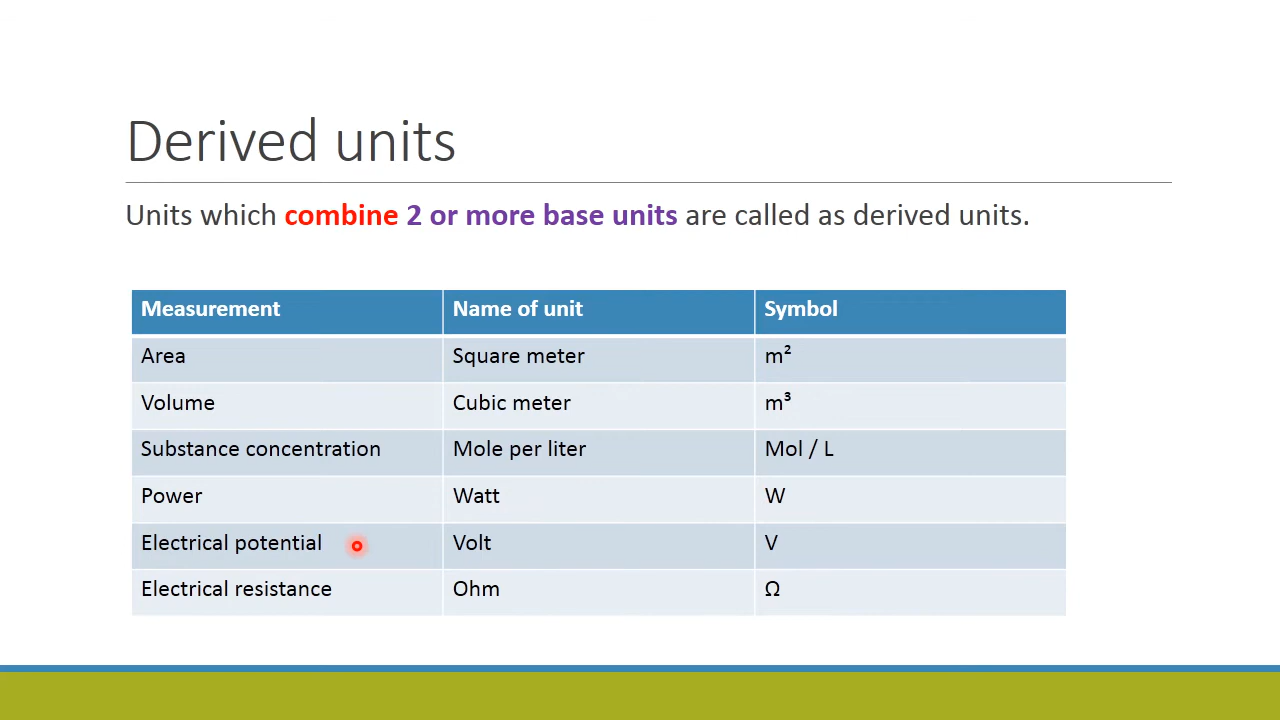 Derived units
Units which combine 2 or more base units are called as derived units.
Measurement Name of unit Symbol
Area Square meter m²
Volume Cubic meter m³
Substance concentration Mole per liter Mol / L
Power Watt W
Electrical potential Volt V
Electrical resistance Ohm Ω